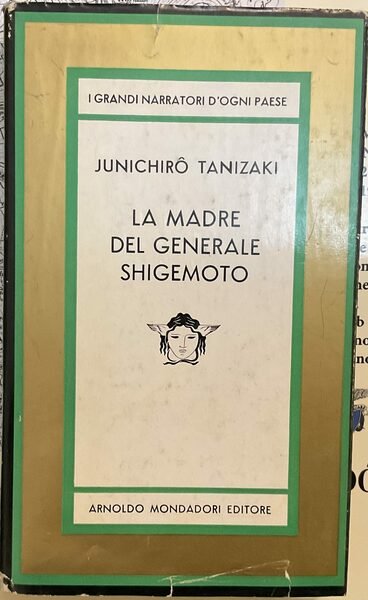 I GRANDI NARRATORI D'OGNI PAESE
JUNICHIRÔ TANIZAKI
LA MADRE
DEL GENERALE
SHIGEMOTO
ARNOLDO MONDADORI EDITORE